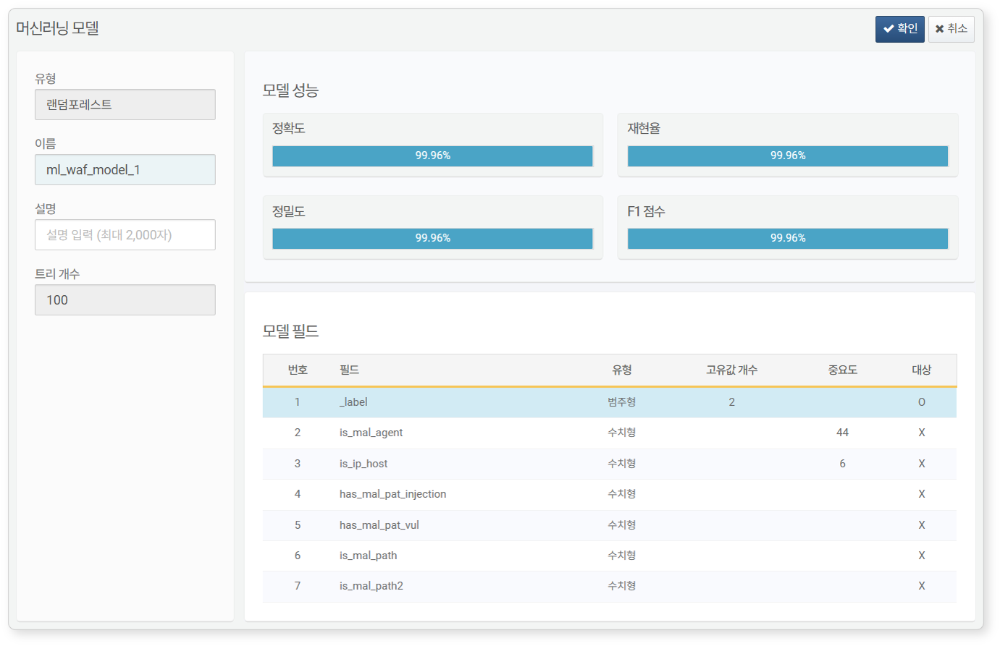 머신러닝 모델
확인
취소
유형
랜덤포레스트
이름
ml_waf_model_1
설명
설명 입력 (최대 2,000자)
트리 개수
100
모델 성능
정확도
99.96%
재현율
99.96%
정밀도
99.96%
F1 점수
99.96%
모델 필드
번호 필드 유형 고유값 개수 중요도 대상
1 _label 범주형 2 O
2 is_mal_agent 수치형 44 X
3 is_ip_host 수치형 6 X
4 has_mal_pat_injection 수치형 X
5 has_mal_pat_vul 수치형 X
6 is_mal_path 수치형 X
7 is_mal_path2 수치형 X